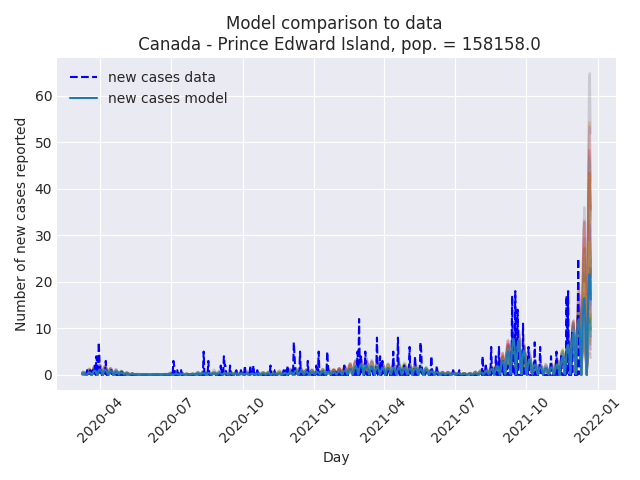 Model comparison to data
Canada - Prince Edward Island, pop. = 158158.0
new cases data
new cases model
Number of new cases reported
60
50
40
30
20
10
0
2020-04
2020-07
2020-10
2021-01
2021-04
2021-07
2021-10
2022-01
Day